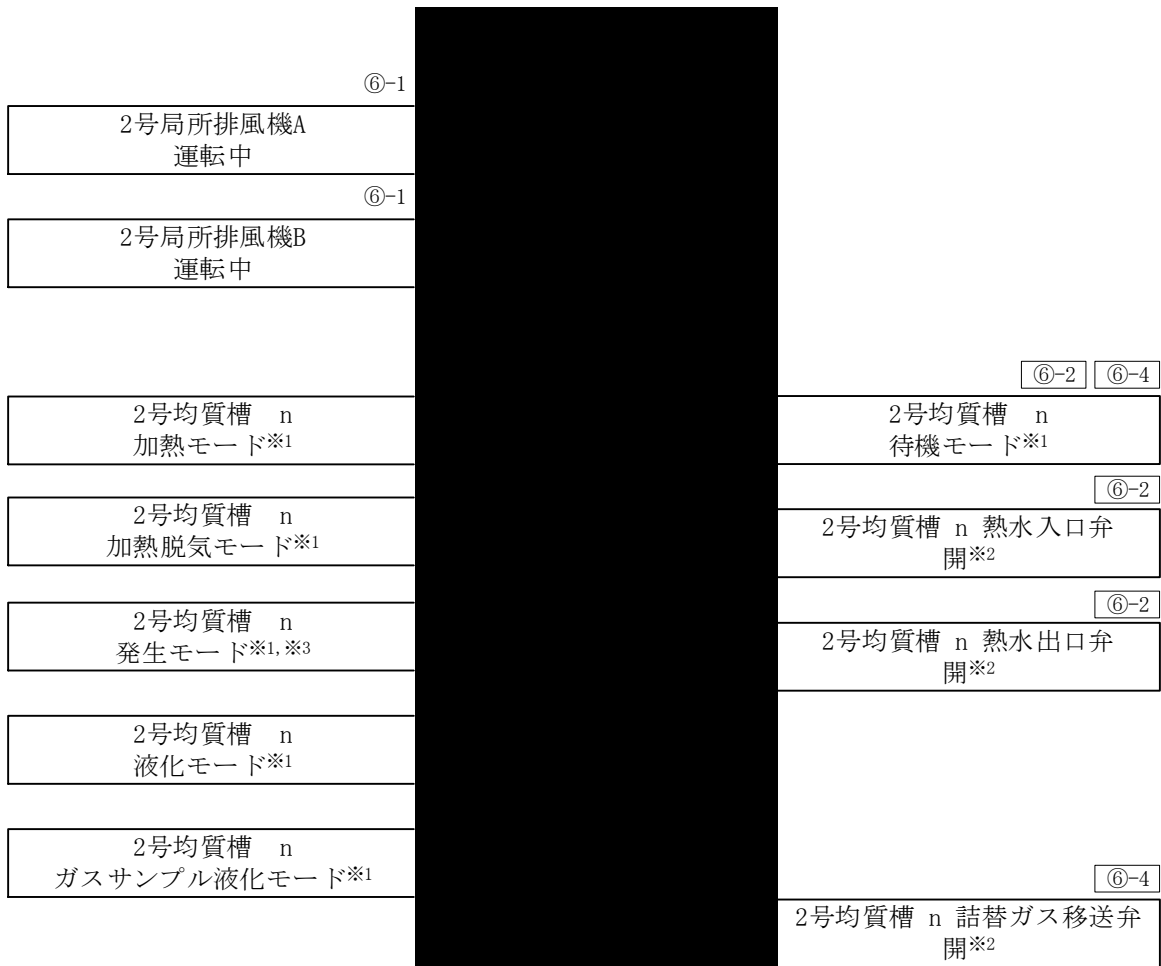 ⑥-1
2号局所排風機A
運転中
⑥-1
2号局所排風機B
運転中
2号均質槽 n
加熱モード※1
2号均質槽 n
加熱脱気モード※1
2号均質槽 n
発生モード※1,※3
2号均質槽 n
液化モード※1
2号均質槽 n
ガスサンプル液化モード※1
⑥-2 ⑥-4
2号均質槽 n
待機モード※1
⑥-2
2号均質槽 n 熱水入口弁
開※2
⑥-2
2号均質槽 n 熱水出口弁
開※2
⑥-4
2号均質槽 n 詰替ガス移送弁
開※2